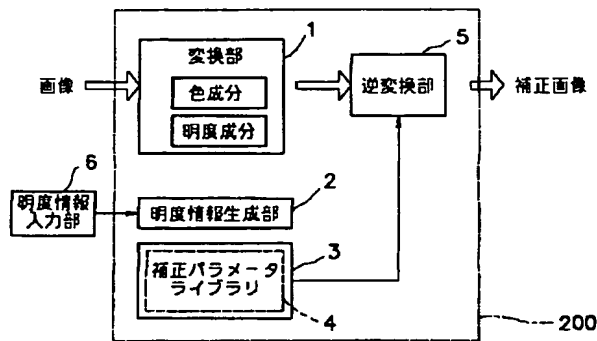 1
変換部
5
画像
色成分
逆変換部
補正画像
明度成分
6
明度情報
入力部
2
明度情報生成部
3
補正パラメータ
ライブラリ
4
200